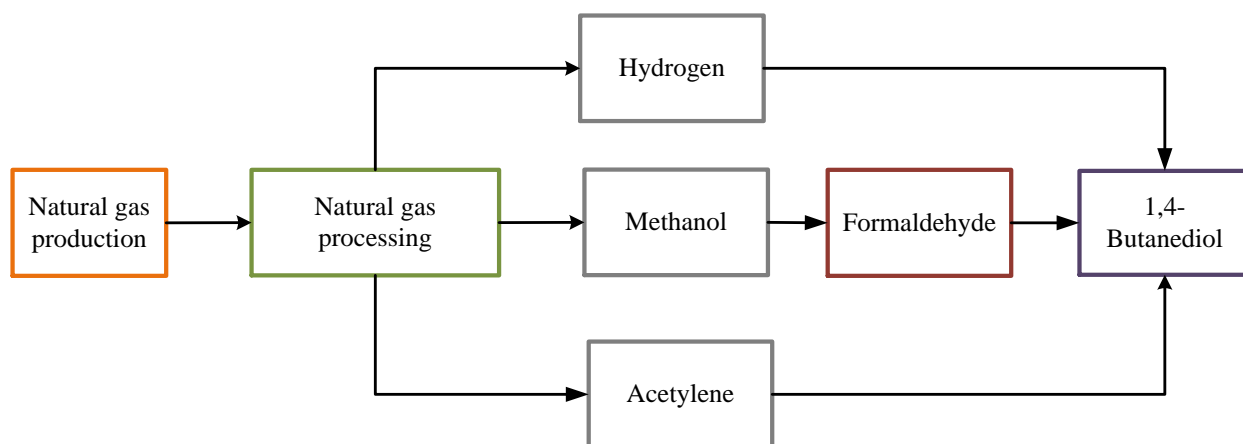 Hydrogen
Natural gas
production
Natural gas
processing
Methanol
Formaldehyde
1,4-
Butanediol
Acetylene